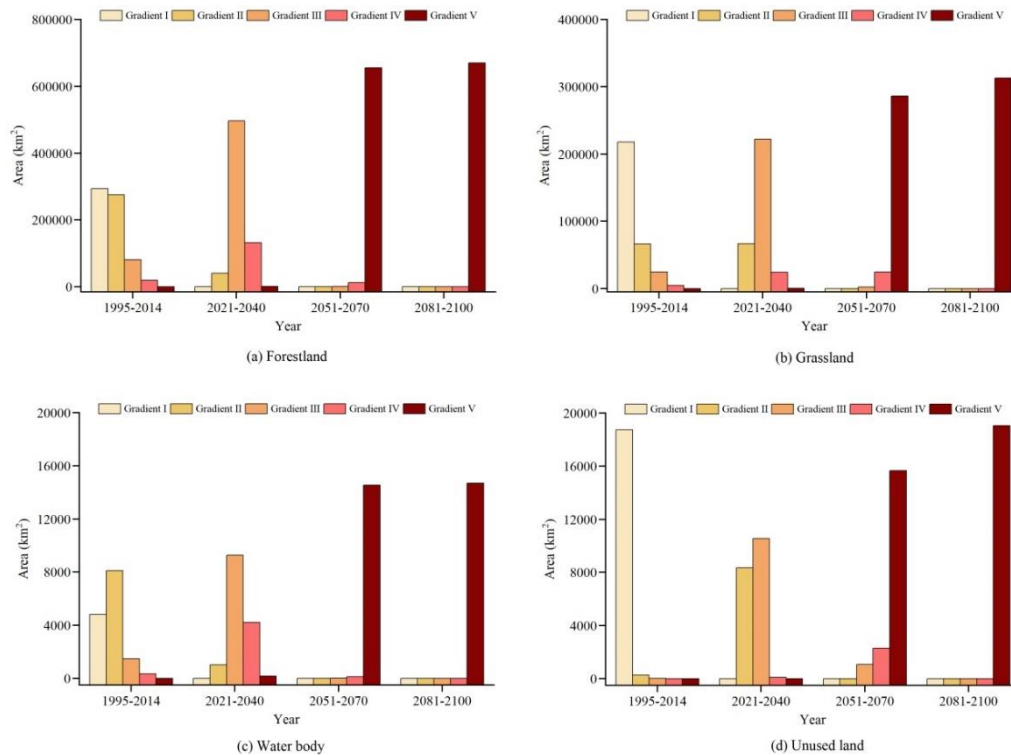 Gradient I Gradient II Gradient III Gradient IV Gradient V
800000
600000
400000
200000
0
Area (km²)
1995-2014 2021-2040 2051-2070 2081-2100
Year
(a) Forestland
Gradient I Gradient II Gradient III Gradient IV Gradient V
400000
300000
200000
100000
0
Area (km²)
1995-2014 2021-2040 2051-2070 2081-2100
Year
(b) Grassland
Gradient I Gradient II Gradient III Gradient IV Gradient V
20000
16000
12000
8000
4000
0
Area (km²)
1995-2014 2021-2040 2051-2070 2081-2100
Year
(c) Water body
Gradient I Gradient II Gradient III Gradient IV Gradient V
20000
16000
12000
8000
4000
0
Area (km²)
1995-2014 2021-2040 2051-2070 2081-2100
Year
(d) Unused land